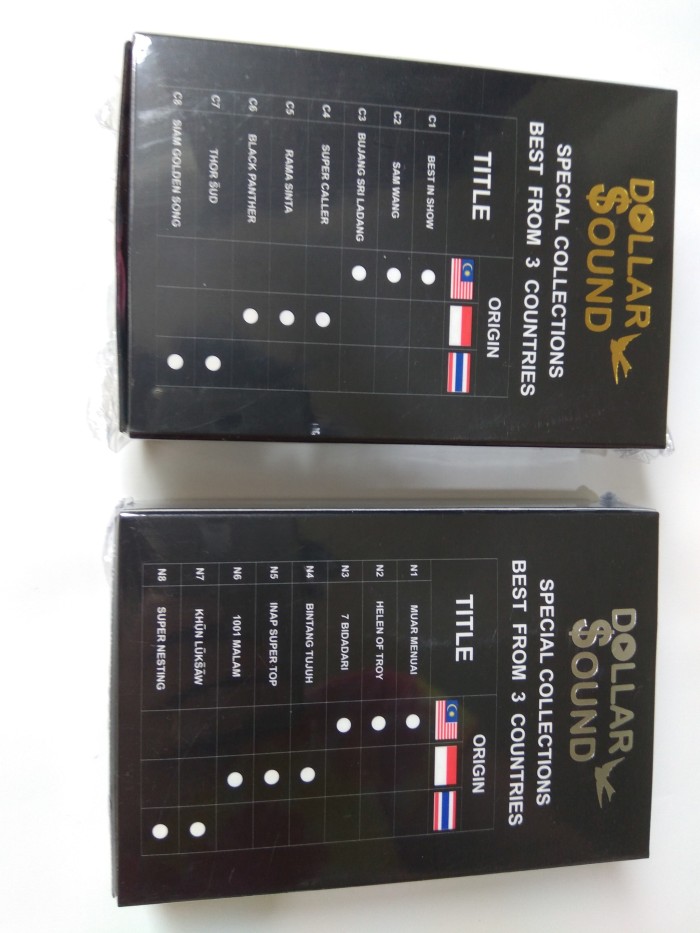 DOLLAR
$OUND
SPECIAL COLLECTIONS
BEST FROM 3 COUNTRIES
TITLE ORIGIN
C1 BEST IN SHOW
C2 SAM WANG
C3 BUJANG SRI LADANG
C4 SUPER CALLER
C5 RAMA SINTA
C6 BLACK PANTHER
C7 THOR ŠUD
C8 SIAM GOLDEN SONG
DOLLAR
$OUND
SPECIAL COLLECTIONS
BEST FROM 3 COUNTRIES
TITLE ORIGIN
N1 MUAR MENUAI
N2 HELEN OF TROY
N3 7 BIDADARI
N4 BINTANG TUJUH
N5 INAP SUPER TOP
N6 1001 MALAM
N7 KHŪN LŪKŠĀW
N8 SUPER NESTING